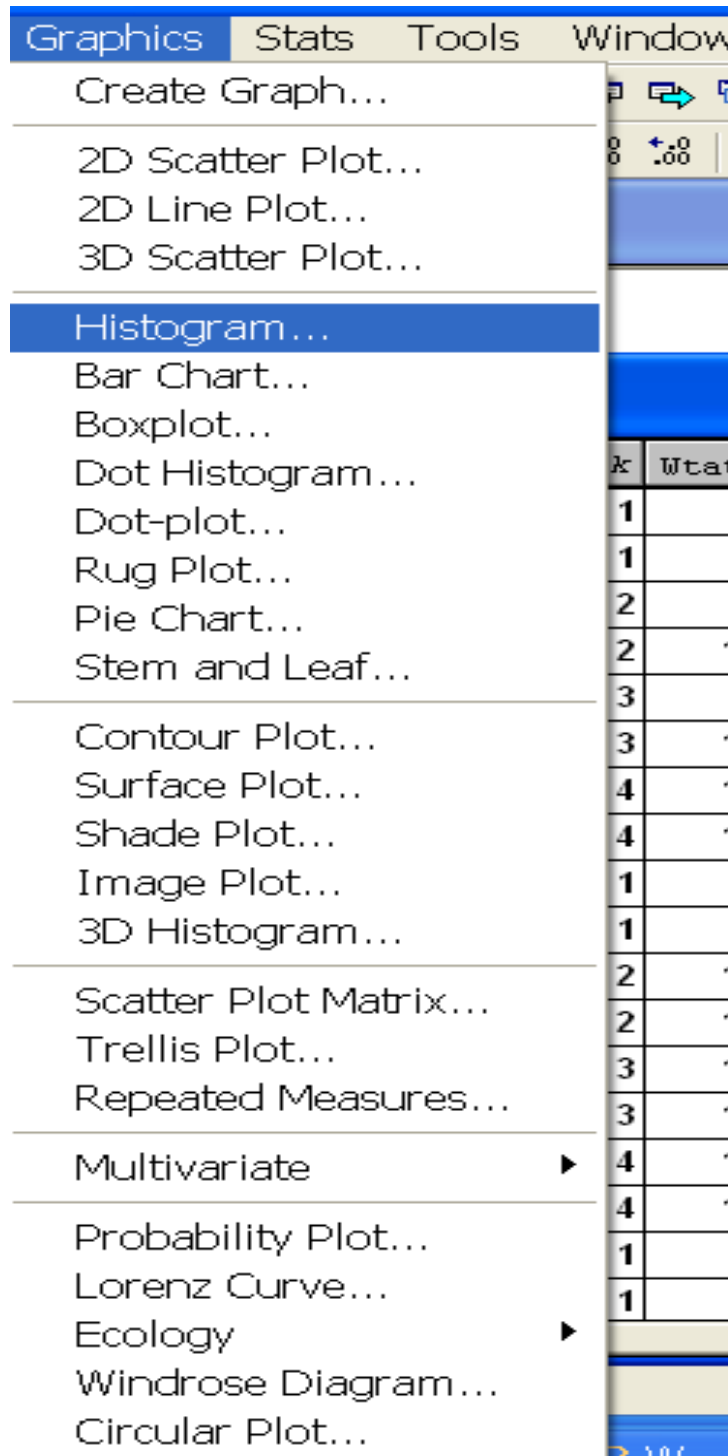 Graphics Stats Tools Window
Create Graph...
2D Scatter Plot...
2D Line Plot...
3D Scatter Plot...
Histogram...
Bar Chart...
Boxplot...
Dot Histogram...
Dot-plot...
Rug Plot...
Pie Chart...
Stem and Leaf...
Contour Plot...
Surface Plot...
Shade Plot...
Image Plot...
3D Histogram...
Scatter Plot Matrix...
Trellis Plot...
Repeated Measures...
Multivariate
Probability Plot...
Lorenz Curve...
Ecology
Windrose Diagram...
Circular Plot...
k
1
1
2
2
3
3
4
4
1
1
2
2
3
3
4
4
1
1